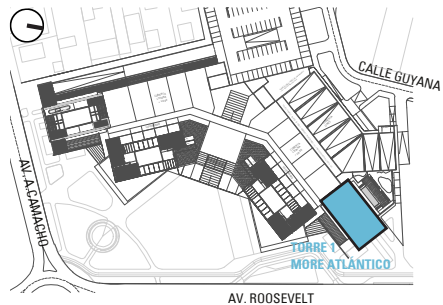 CALLE GUYANA
AV. A.CAMACHO
TORRE 1
MORE ATLÁNTICO
AV. ROOSEVELT